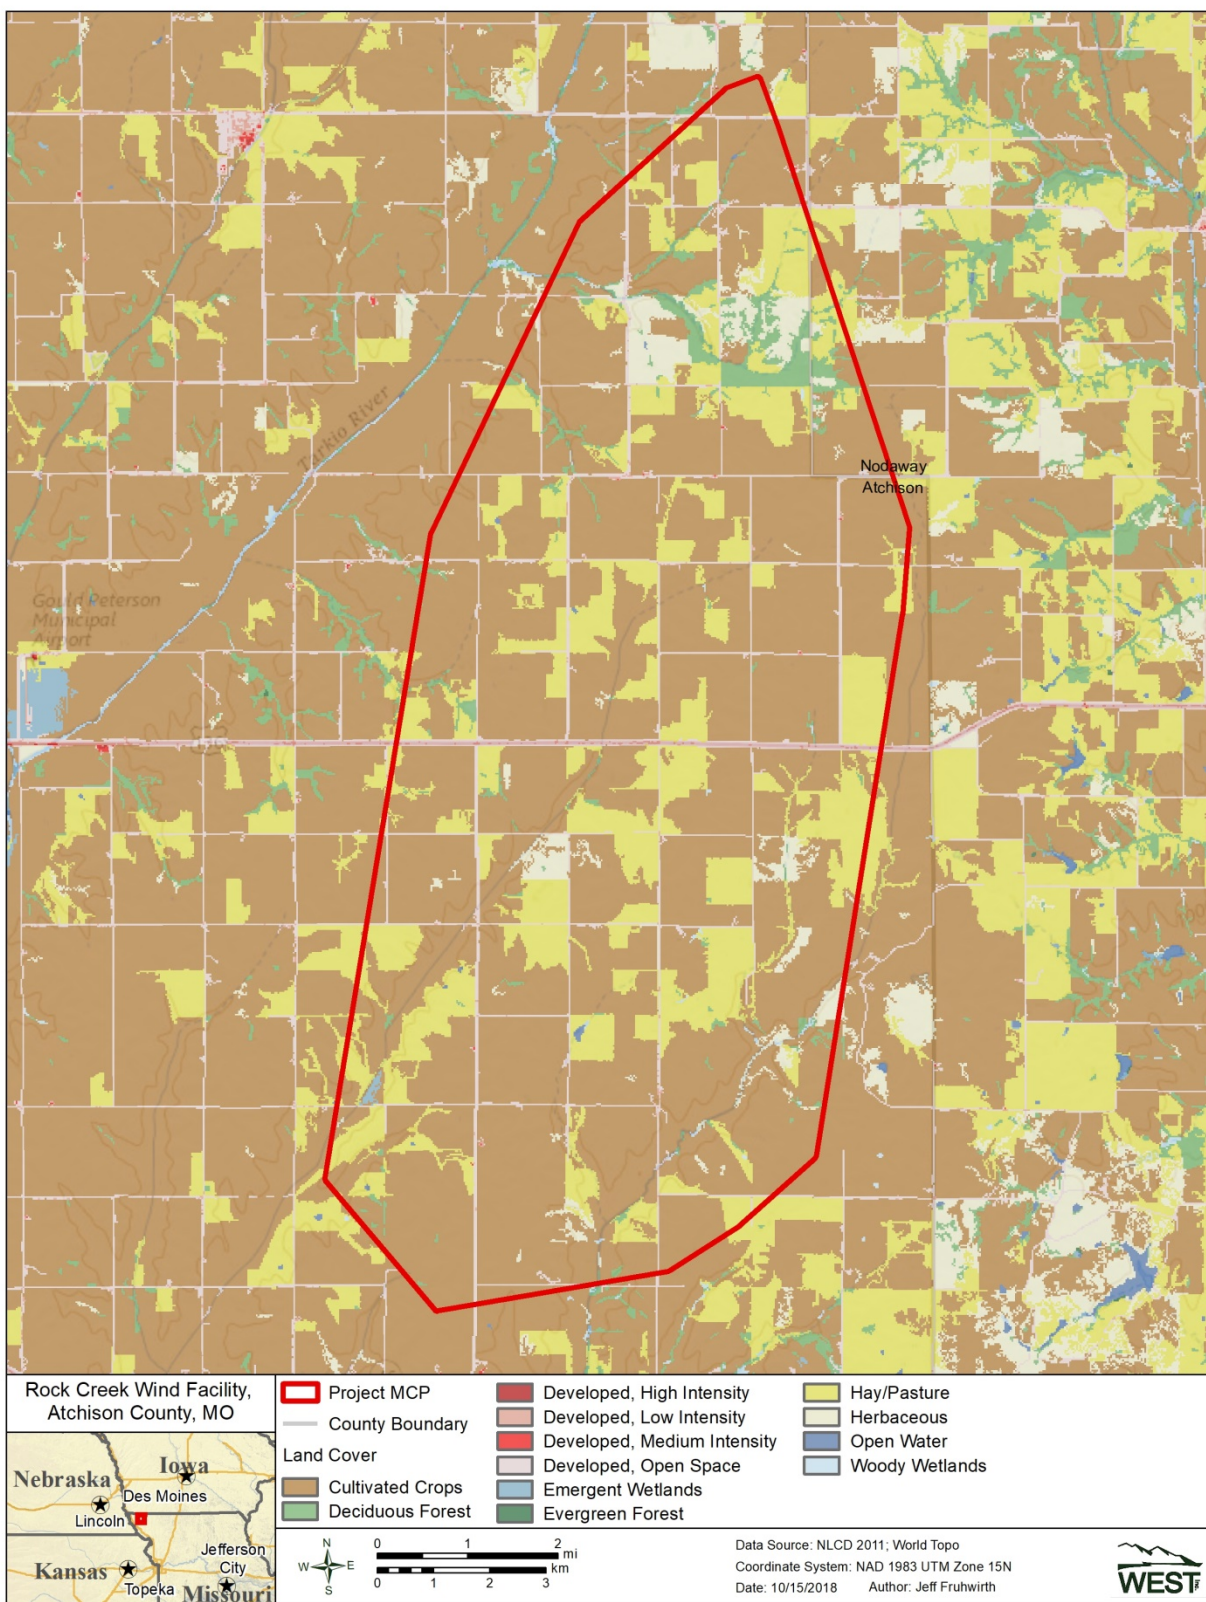 Tarkio River
Nodaway
Atchison
Gould Peterson
Municipal
Airport
Rock Creek Wind Facility,
Atchison County, MO
Nebraska
Iowa
Des Moines
Lincoln
Kansas
Topeka
Jefferson
City
Missouri
Project MCP
County Boundary
Land Cover
Cultivated Crops
Deciduous Forest
Developed, High Intensity
Developed, Low Intensity
Developed, Medium Intensity
Developed, Open Space
Emergent Wetlands
Evergreen Forest
Hay/Pasture
Herbaceous
Open Water
Woody Wetlands
N
W E
S
0 1 2
mi
km
0 1 2 3
Data Source: NLCD 2011; World Topo
Coordinate System: NAD 1983 UTM Zone 15N
Date: 10/15/2018 Author: Jeff Fruhwirth
WEST Inc.